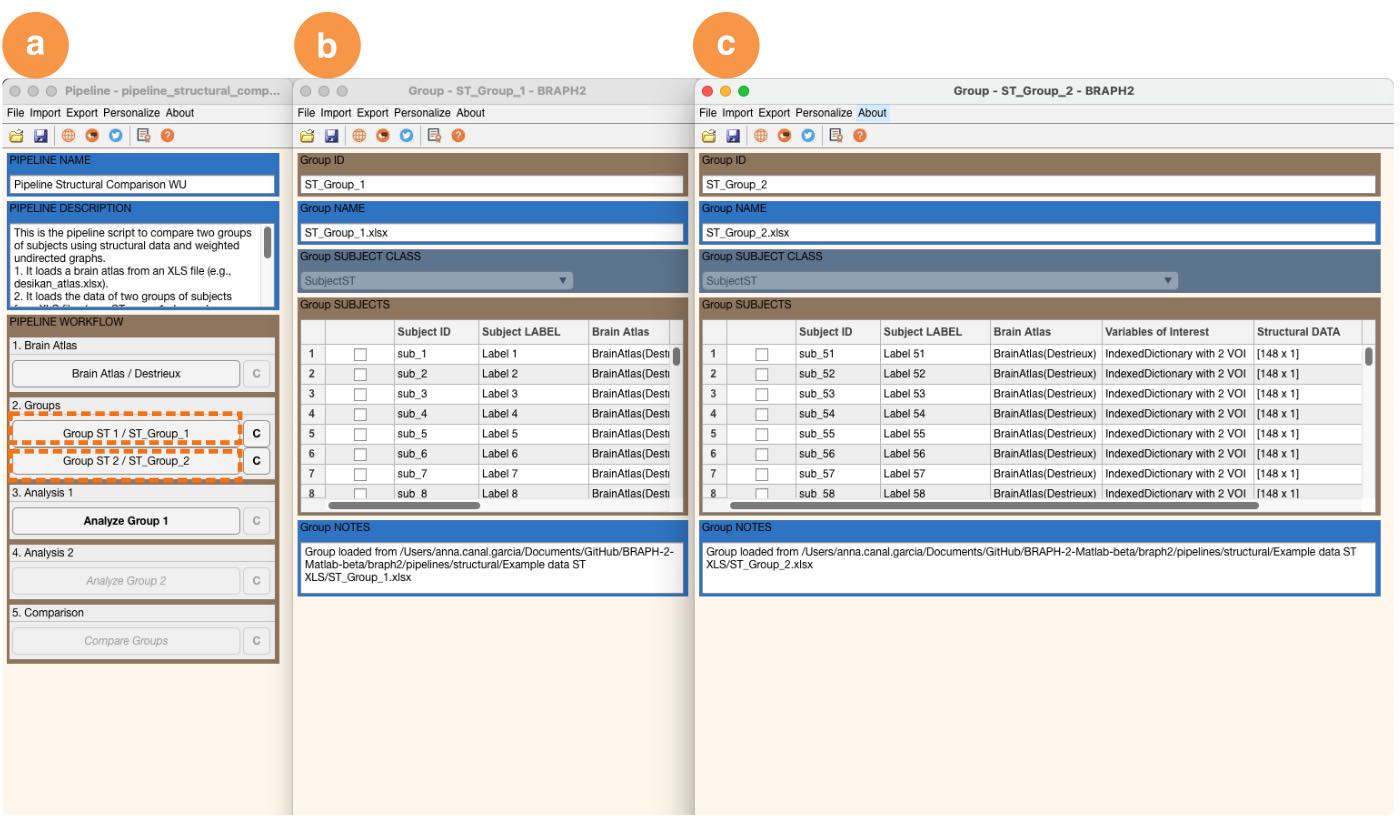 a
b
c
Pipeline - pipeline_structural_comp...
File Import Export Personalize About
PIPELINE NAME
Pipeline Structural Comparison WU
PIPELINE DESCRIPTION
This is the pipeline script to compare two groups
of subjects using structural data and weighted
undirected graphs.
1. It loads a brain atlas from an XLS file (e.g.,
desikan_atlas.xlsx).
2. It loads the data of two groups of subjects
PIPELINE WORKFLOW
1. Brain Atlas
Brain Atlas / Destrieux C
2. Groups
Group ST 1 / ST_Group_1 C
Group ST 2 / ST_Group_2 C
3. Analysis 1
Analyze Group 1 C
4. Analysis 2
Analyze Group 2 C
5. Comparison
Compare Groups C
Group - ST_Group_1 - BRAPH2
File Import Export Personalize About
Group ID
ST_Group_1
Group NAME
ST_Group_1.xlsx
Group SUBJECT CLASS
SubjectST
Group SUBJECTS
Subject ID Subject LABEL Brain Atlas
1 sub_1 Label 1 BrainAtlas(Destr
2 sub_2 Label 2 BrainAtlas(Destr
3 sub_3 Label 3 BrainAtlas(Destr
4 sub_4 Label 4 BrainAtlas(Destr
5 sub_5 Label 5 BrainAtlas(Destr
6 sub_6 Label 6 BrainAtlas(Destr
7 sub_7 Label 7 BrainAtlas(Destr
8 sub_8 Label 8 BrainAtlas(Destr
Group NOTES
Group loaded from /Users/anna.canal.garcia/Documents/GitHub/BRAPH-2-
Matlab-beta/braph2/pipelines/structural/Example data ST
XLS/ST_Group_1.xlsx
Group - ST_Group_2 - BRAPH2
File Import Export Personalize About
Group ID
ST_Group_2
Group NAME
ST_Group_2.xlsx
Group SUBJECT CLASS
SubjectST
Group SUBJECTS
Subject ID Subject LABEL Brain Atlas Variables of Interest Structural DATA
1 sub_51 Label 51 BrainAtlas(Destrieux) IndexedDictionary with 2 VOI [148 x 1]
2 sub_52 Label 52 BrainAtlas(Destrieux) IndexedDictionary with 2 VOI [148 x 1]
3 sub_53 Label 53 BrainAtlas(Destrieux) IndexedDictionary with 2 VOI [148 x 1]
4 sub_54 Label 54 BrainAtlas(Destrieux) IndexedDictionary with 2 VOI [148 x 1]
5 sub_55 Label 55 BrainAtlas(Destrieux) IndexedDictionary with 2 VOI [148 x 1]
6 sub_56 Label 56 BrainAtlas(Destrieux) IndexedDictionary with 2 VOI [148 x 1]
7 sub_57 Label 57 BrainAtlas(Destrieux) IndexedDictionary with 2 VOI [148 x 1]
8 sub_58 Label 58 BrainAtlas(Destrieux) IndexedDictionary with 2 VOI [148 x 1]
Group NOTES
Group loaded from /Users/anna.canal.garcia/Documents/GitHub/BRAPH-2-Matlab-beta/braph2/pipelines/structural/Example data ST
XLS/ST_Group_2.xlsx